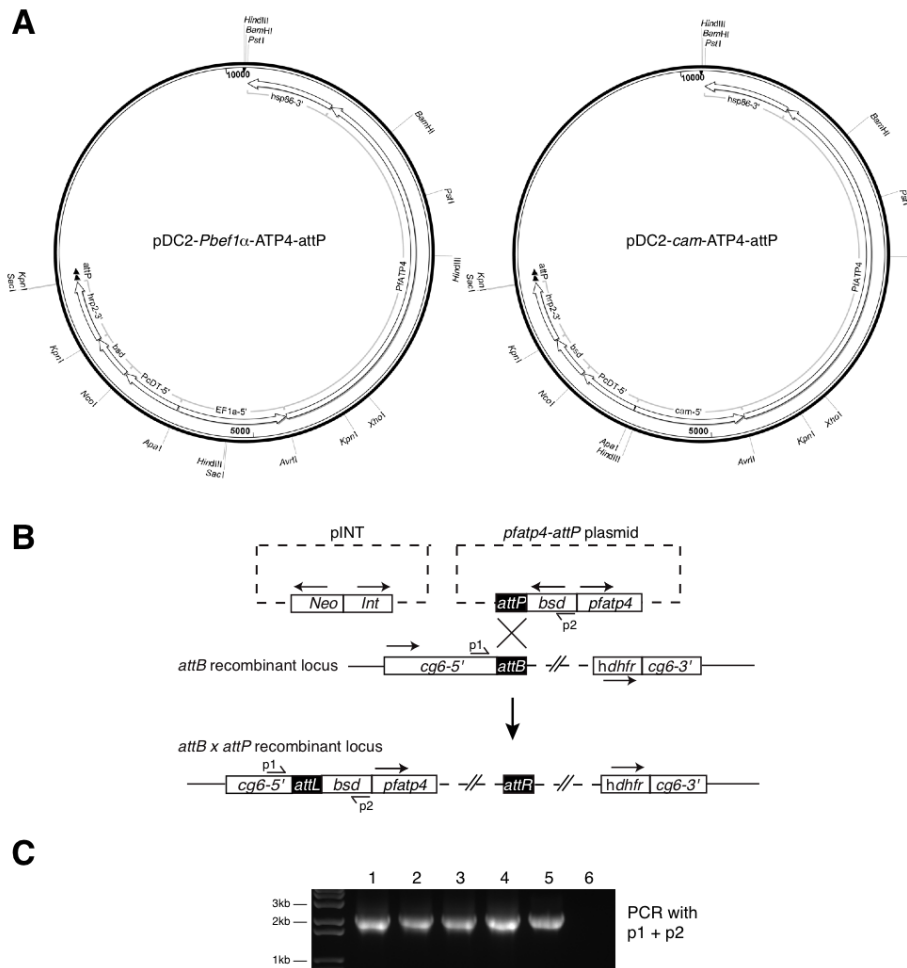 A
HindIII
BamHI
PstI
10000
hsp86-3'
BamHI
PstI
HindIII
PfATP4
pDC2-Pbef1α-ATP4-attP
attP
KpnI
SacI
hrp2-3'
bsd
PcDT-5'
EF1a-5'
5000
KpnI
NcoI
ApaI
HindIII
SacI
AvrII
KpnI
XhoI
HindIII
BamHI
PstI
10000
hsp86-3'
BamHI
PstI
PfATP4
pDC2-cam-ATP4-attP
attP
KpnI
SacI
hrp2-3'
bsd
PcDT-5'
cam-5'
5000
KpnI
NcoI
ApaI
HindIII
AvrII
KpnI
XhoI
B
pINT
pfatp4-attP plasmid
Neo Int
attP bsd pfatp4
p2
p1
attB recombinant locus
cg6-5' attB
hdhfr cg6-3'
attB x attP recombinant locus
p1
cg6-5' attL bsd pfatp4
attR
hdhfr cg6-3'
p2
C
1 2 3 4 5 6
3kb
2kb
1kb
PCR with
p1 + p2